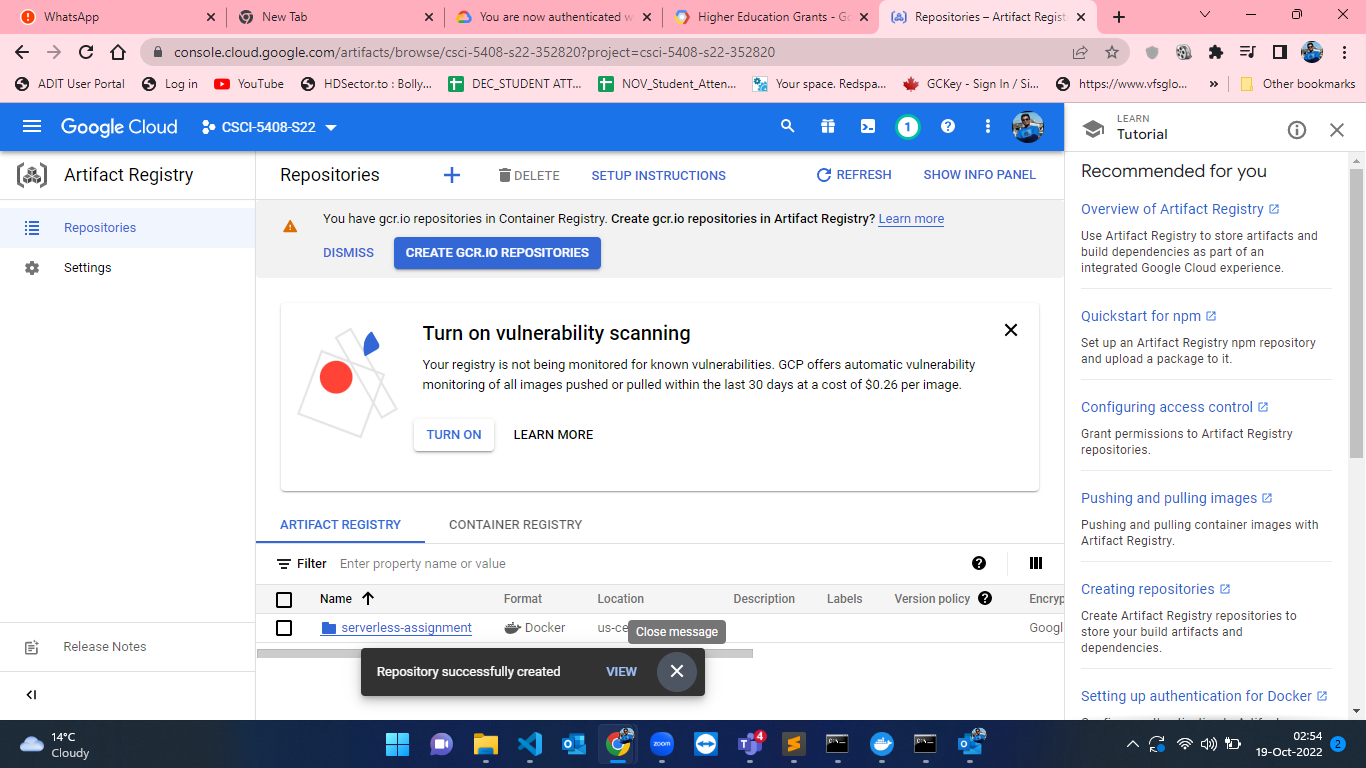 WhatsApp
New Tab
You are now authenticated w
Higher Education Grants - Go
Repositories – Artifact Regist
console.cloud.google.com/artifacts/browse/csci-5408-s22-352820?project=csci-5408-s22-352820
ADIT User Portal
Log in
YouTube
HDSector.to : Bolly...
DEC_STUDENT ATT...
NOV_Student_Atten...
Your space. Redspa...
GCKey - Sign In / Si...
https://www.vfsglo...
»
Other bookmarks
Google Cloud
CSCI-5408-S22
1
LEARN
Tutorial
Artifact Registry
Repositories
Settings
Release Notes
Repositories
DELETE
SETUP INSTRUCTIONS
REFRESH
SHOW INFO PANEL
You have gcr.io repositories in Container Registry. Create gcr.io repositories in Artifact Registry? Learn more
DISMISS
CREATE GCR.IO REPOSITORIES
Turn on vulnerability scanning
Your registry is not being monitored for known vulnerabilities. GCP offers automatic vulnerability
monitoring of all images pushed or pulled within the last 30 days at a cost of $0.26 per image.
TURN ON
LEARN MORE
ARTIFACT REGISTRY
CONTAINER REGISTRY
Filter
Enter property name or value
Name
Format
Location
Description
Labels
Version policy
Encryp
serverless-assignment
Docker
us-ce
Googl
Close message
Repository successfully created
VIEW
Recommended for you
Overview of Artifact Registry
Use Artifact Registry to store artifacts and
build dependencies as part of an
integrated Google Cloud experience.
Quickstart for npm
Set up an Artifact Registry npm repository
and upload a package to it.
Configuring access control
Grant permissions to Artifact Registry
repositories.
Pushing and pulling images
Pushing and pulling container images with
Artifact Registry.
Creating repositories
Create Artifact Registry repositories to
store your build artifacts and
dependencies.
Setting up authentication for Docker
14°C
Cloudy
zoom
4
02:54
19-Oct-2022
2